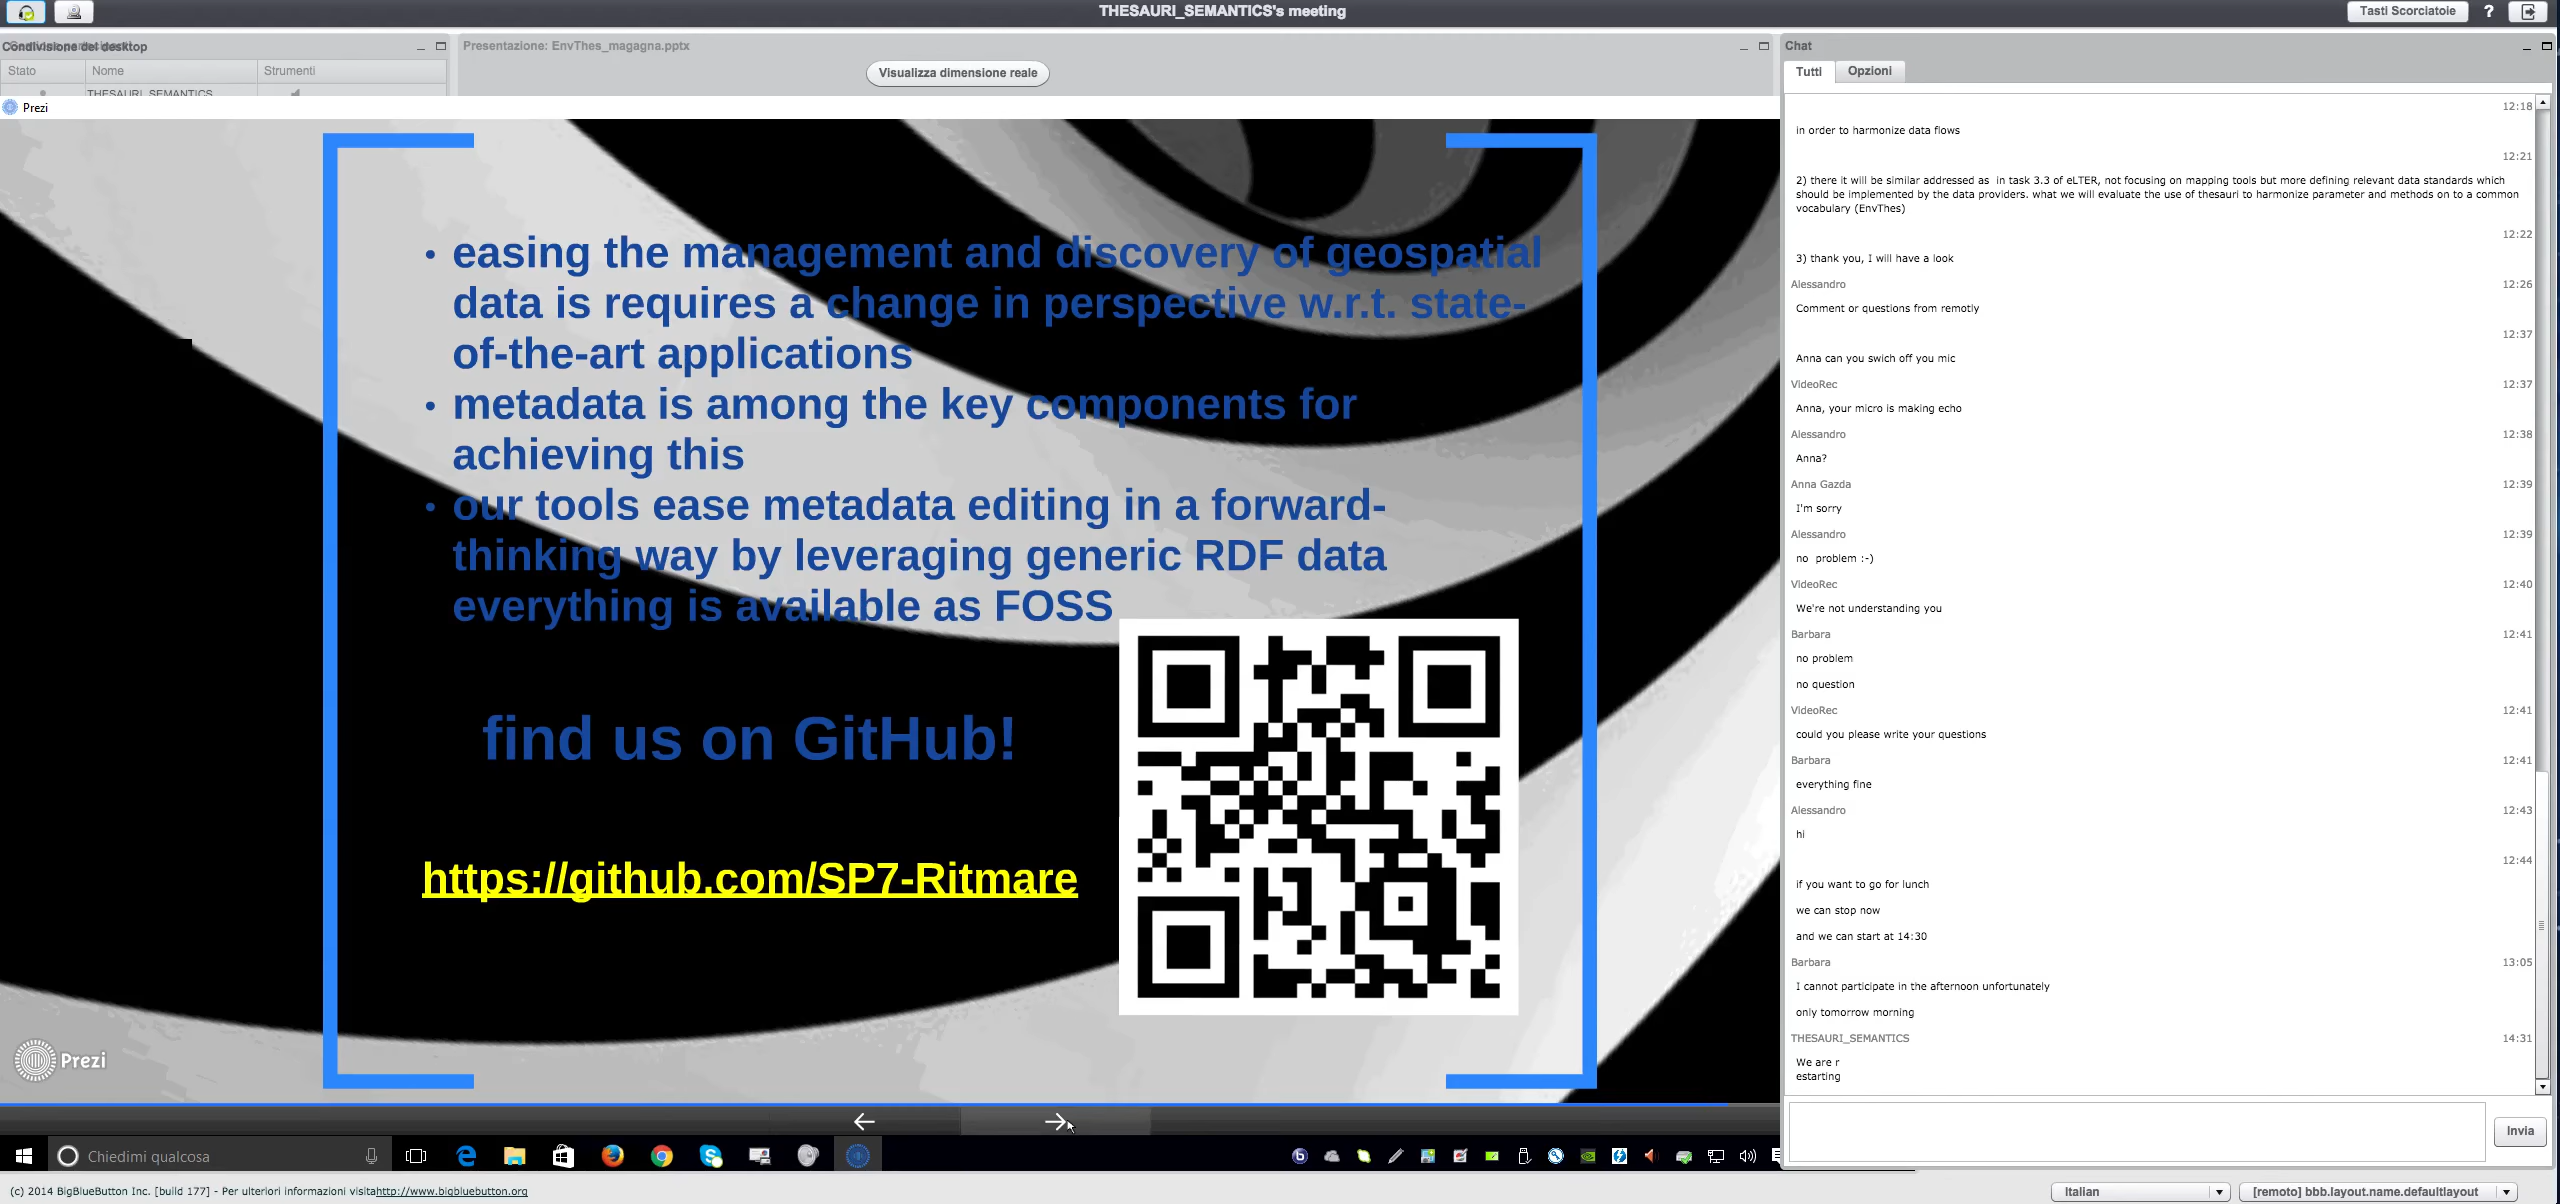 THESAURI_SEMANTICS's meeting
Tasti Scorciatoie
?
Condivisione del desktop
Presentazione: EnvThes_magagna.pptx
Chat
Stato Nome Strumenti
Visualizza dimensione reale
Tutti Opzioni
THESAURI_SEMANTICS
Prezi
• easing the management and discovery of geospatial
data is requires a change in perspective w.r.t. state-
of-the-art applications
• metadata is among the key components for
achieving this
• our tools ease metadata editing in a forward-
thinking way by leveraging generic RDF data
everything is available as FOSS
find us on GitHub!
https://github.com/SP7-Ritmare
Prezi
12:18
in order to harmonize data flows
12:21
2) there it will be similar addressed as in task 3.3 of eLTER, not focusing on mapping tools but more defining relevant data standards which
should be implemented by the data providers. what we will evaluate the use of thesauri to harmonize parameter and methods on to a common
vocabulary (EnvThes)
12:22
3) thank you, I will have a look
Alessandro 12:26
Comment or questions from remotly
12:37
Anna can you swich off you mic
VideoRec 12:37
Anna, your micro is making echo
Alessandro 12:38
Anna?
Anna Gazda 12:39
I'm sorry
Alessandro 12:39
no problem :-)
VideoRec 12:40
We're not understanding you
Barbara 12:41
no problem
no question
VideoRec 12:41
could you please write your questions
Barbara 12:41
everything fine
Alessandro 12:43
hi
12:44
if you want to go for lunch
we can stop now
and we can start at 14:30
Barbara 13:05
I cannot participate in the afternoon unfortunately
only tomorrow morning
THESAURI_SEMANTICS 14:31
We are r
estarting
Invia
Chiedimi qualcosa
(c) 2014 BigBlueButton Inc. [build 177] - Per ulteriori informazioni visitahttp://www.bigbluebutton.org
Italian
[remoto] bbb.layout.name.defaultlayout